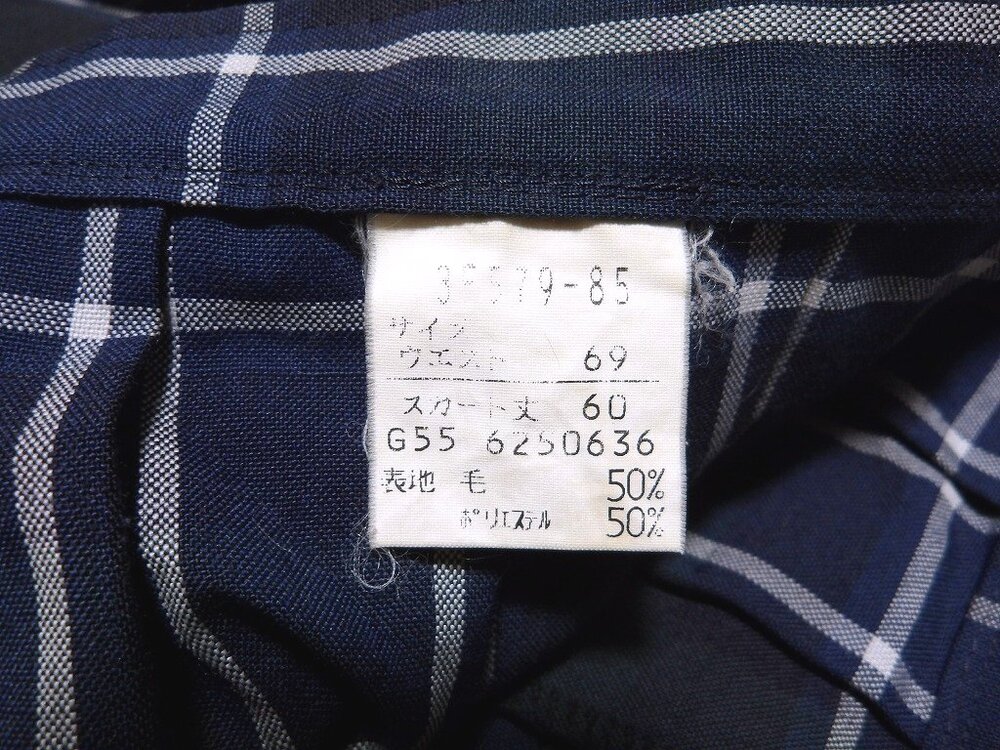 サイズ
ウエスト 69
スカート丈 60
G55 6250636
表地 毛 50%
ポリエステル 50%